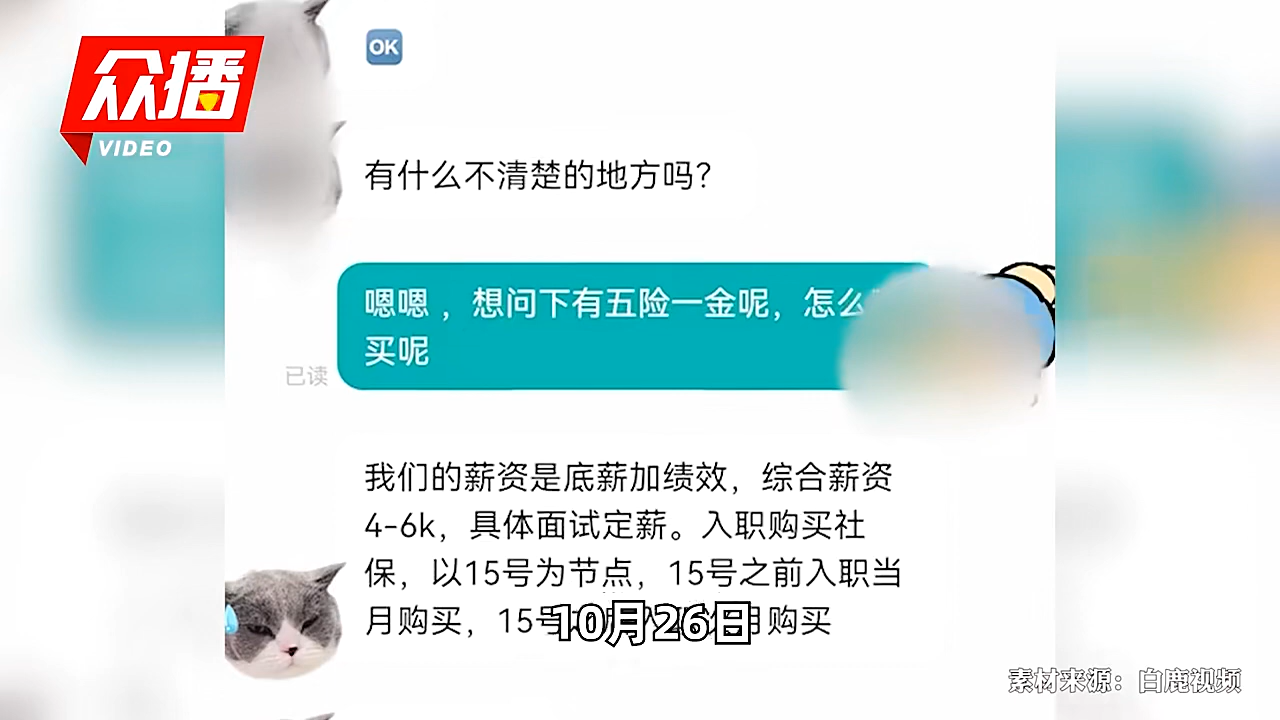 众播
VIDEO
OK
有什么不清楚的地方吗?
嗯嗯，想问下有五险一金呢，怎么
买呢
已读
我们的薪资是底薪加绩效，综合薪资
4-6k，具体面试定薪。入职购买社
保，以15号为节点，15号之前入职当
月购买，15号 月购买
10月26日
素材来源：白鹿视频